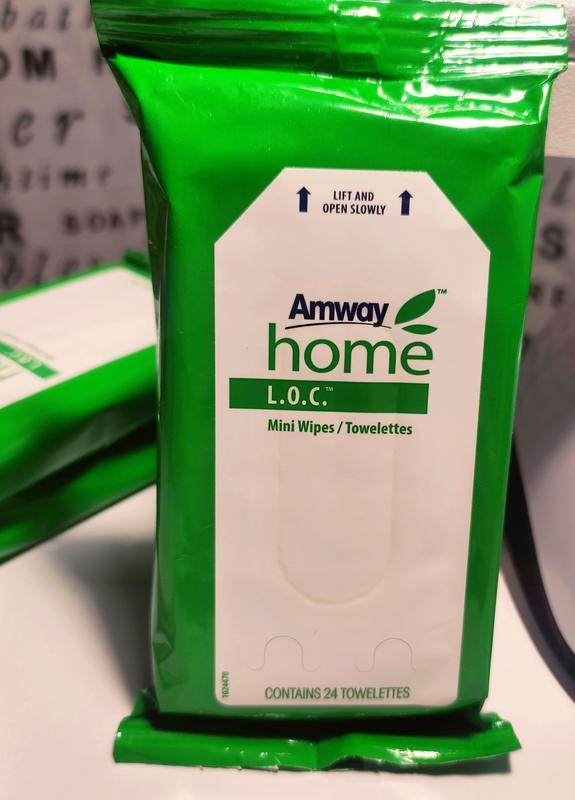 LIFT AND
OPEN SLOWLY
Amway™
home
L.O.C.™
Mini Wipes / Towelettes
CONTAINS 24 TOWELETTES